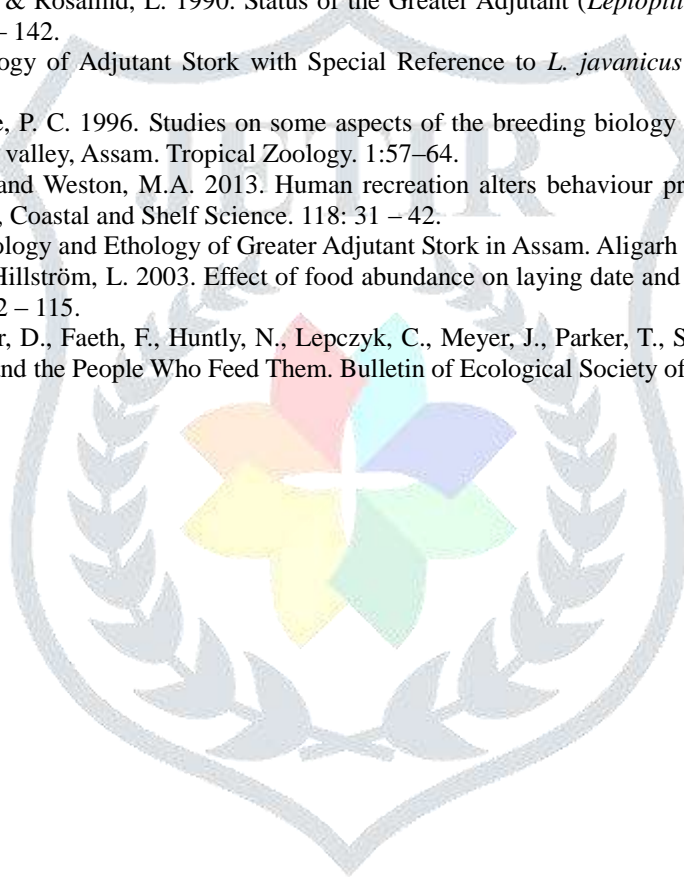 & Rosalind, L. 1990. Status of the Greater Adjutant (Leptoptil
– 142.
ogy of Adjutant Stork with Special Reference to L. javanicus
e, P. C. 1996. Studies on some aspects of the breeding biology
valley, Assam. Tropical Zoology. 1:57–64.
and Weston, M.A. 2013. Human recreation alters behaviour pr
, Coastal and Shelf Science. 118: 31 – 42.
ology and Ethology of Greater Adjutant Stork in Assam. Aligarh
Hillström, L. 2003. Effect of food abundance on laying date and
2 – 115.
r, D., Faeth, F., Huntly, N., Lepczyk, C., Meyer, J., Parker, T., S
and the People Who Feed Them. Bulletin of Ecological Society of
JETIR